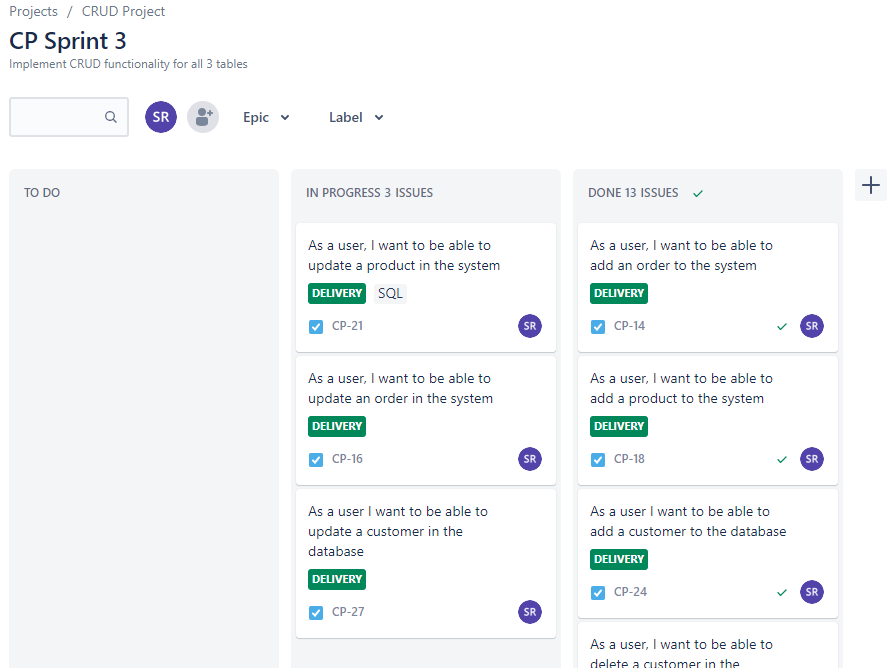 Projects / CRUD Project
CP Sprint 3
Implement CRUD functionality for all 3 tables
SR
Epic
Label
TO DO
IN PROGRESS 3 ISSUES
As a user, I want to be able to
update a product in the system
DELIVERY SQL
CP-21
SR
As a user, I want to be able to
update an order in the system
DELIVERY
CP-16
SR
As a user I want to be able to
update a customer in the
database
DELIVERY
CP-27
SR
DONE 13 ISSUES
As a user, I want to be able to
add an order to the system
DELIVERY
CP-14
SR
As a user, I want to be able to
add a product to the system
DELIVERY
CP-18
SR
As a user I want to be able to
add a customer to the database
DELIVERY
CP-24
SR
As a user, I want to be able to
delete a customer in the